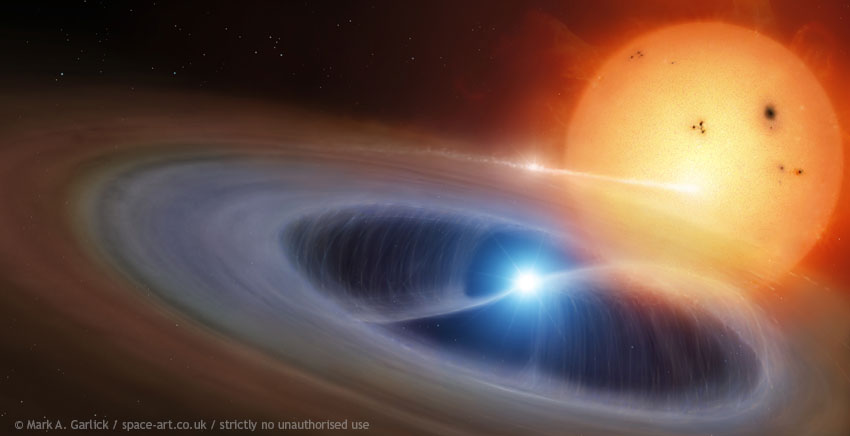 © Mark A. Garlick / space-art.co.uk / strictly no unauthorised use